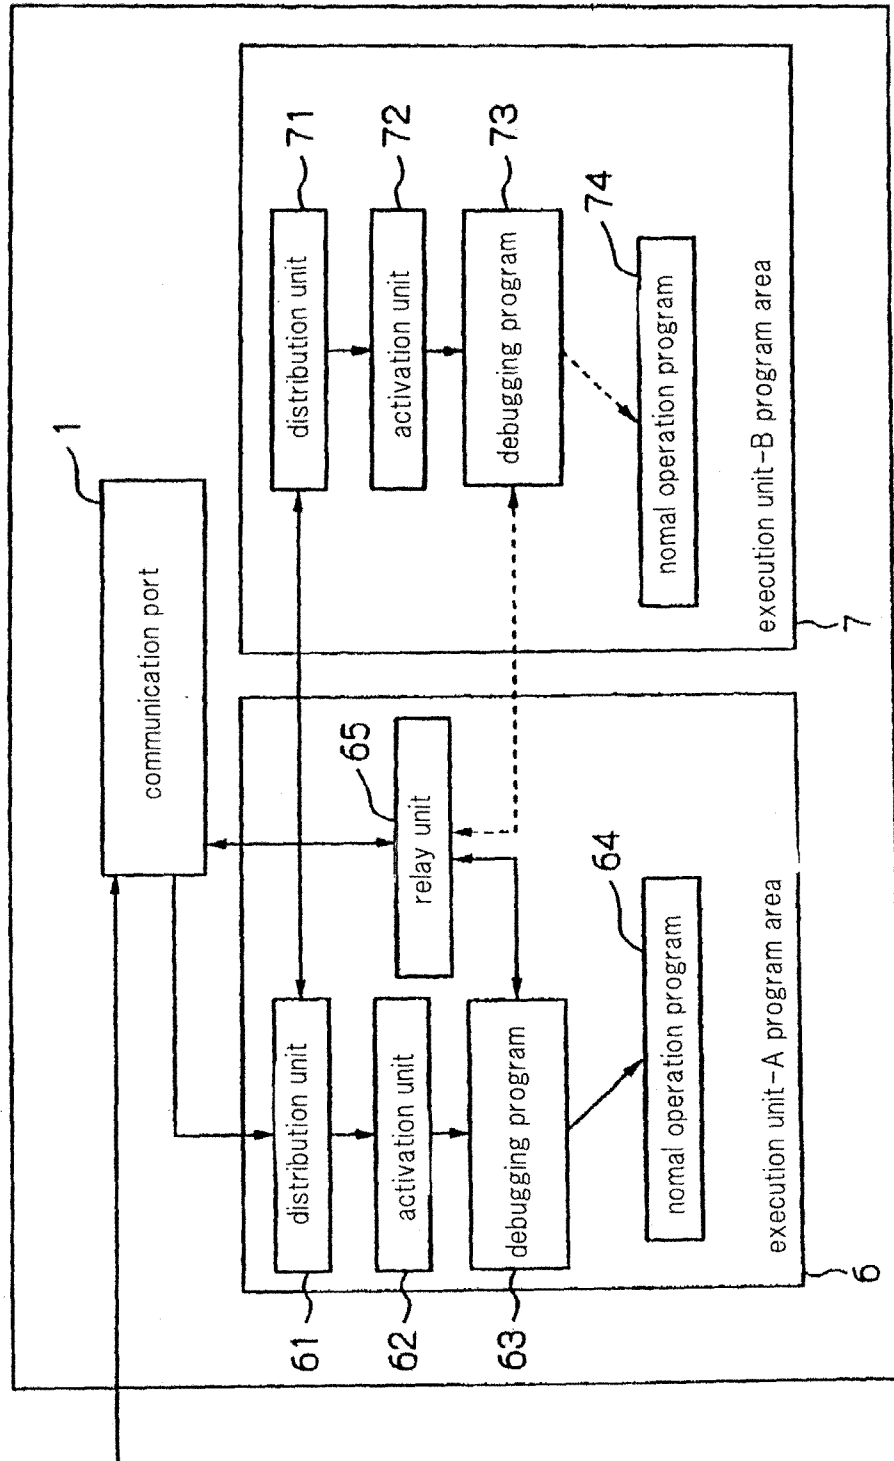 1
communication port
61
distribution unit
62
activation unit
63
debugging program
64
nomal operation program
65
relay unit
execution unit-A program area
6
71
distribution unit
72
activation unit
73
debugging program
74
nomal operation program
execution unit-B program area
7